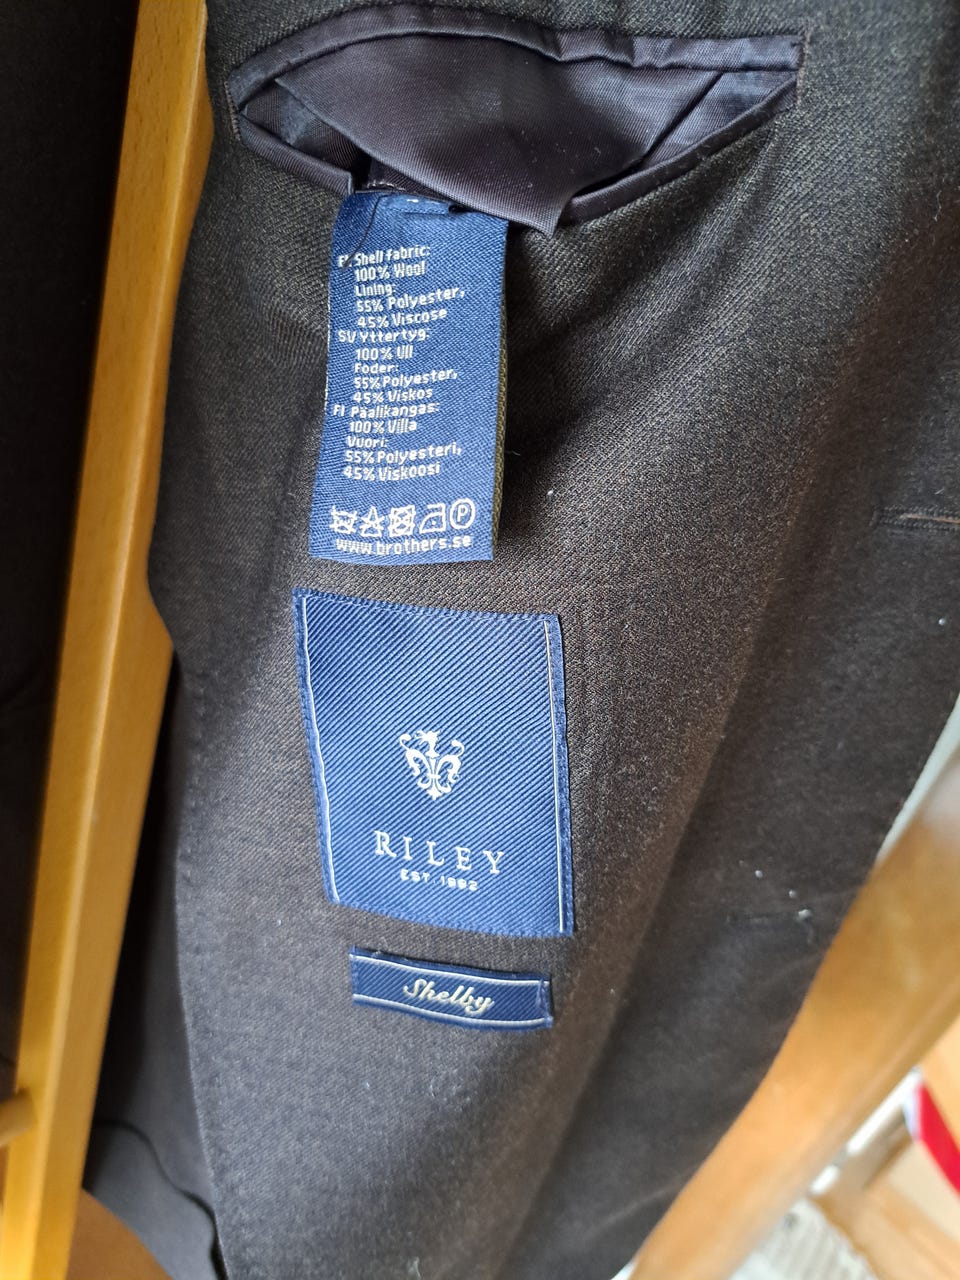 EN Shell fabric:
100% Wool
Lining:
55% Polyester,
45% Viscose
SV Yttertyg:
100% Ull
Foder:
55% Polyester,
45% Viskos
FI Päälikangas:
100% Villa
Vuori:
55% Polyesteri,
45% Viskoosi
P
www.brothers.se
RILEY
EST. 1992
Shelby